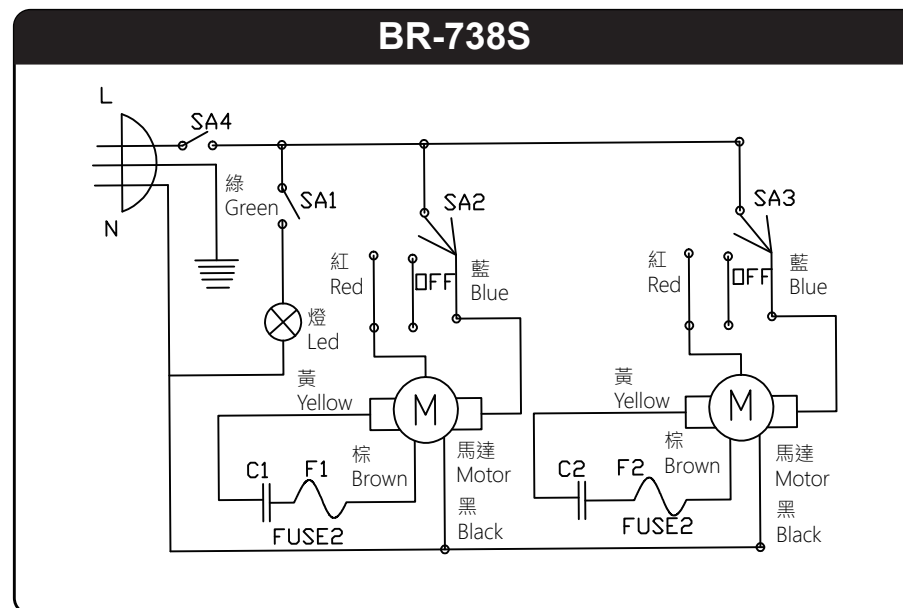 BR-738S
L
SA4
N
綠
Green
SA1
SA2
SA3
紅
Red
OFF
藍
Blue
紅
Red
OFF
藍
Blue
燈
Led
黃
Yellow
M
黃
Yellow
M
棕
Brown
馬達
Motor
棕
Brown
馬達
Motor
C1
F1
FUSE2
黑
Black
C2
F2
FUSE2
黑
Black